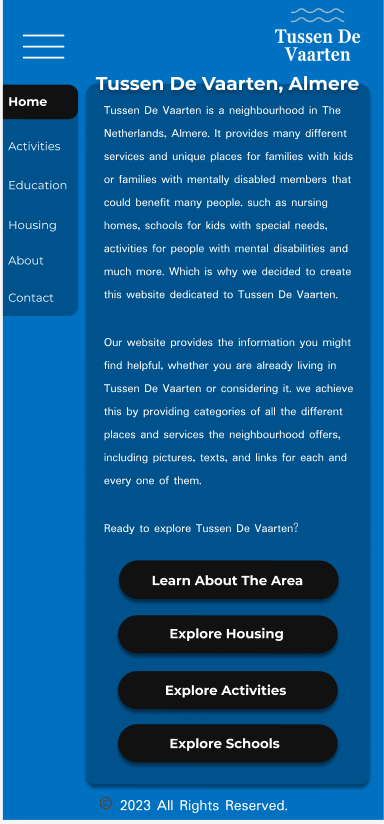 Tussen De
Vaarten
Tussen De Vaarten, Almere
Home
Activities
Education
Housing
About
Contact
Tussen De Vaarten is a neighbourhood in The
Netherlands, Almere. It provides many different
services and unique places for families with kids
or families with mentally disabled members that
could benefit many people. such as nursing
homes, schools for kids with special needs,
activities for people with mental disabilities and
much more. Which is why we decided to create
this website dedicated to Tussen De Vaarten.
Our website provides the information you might
find helpful, whether you are already living in
Tussen De Vaarten or considering it. we achieve
this by providing categories of all the different
places and services the neighbourhood offers,
including pictures, texts, and links for each and
every one of them.
Ready to explore Tussen De Vaarten?
Learn About The Area
Explore Housing
Explore Activities
Explore Schools
© 2023 All Rights Reserved.